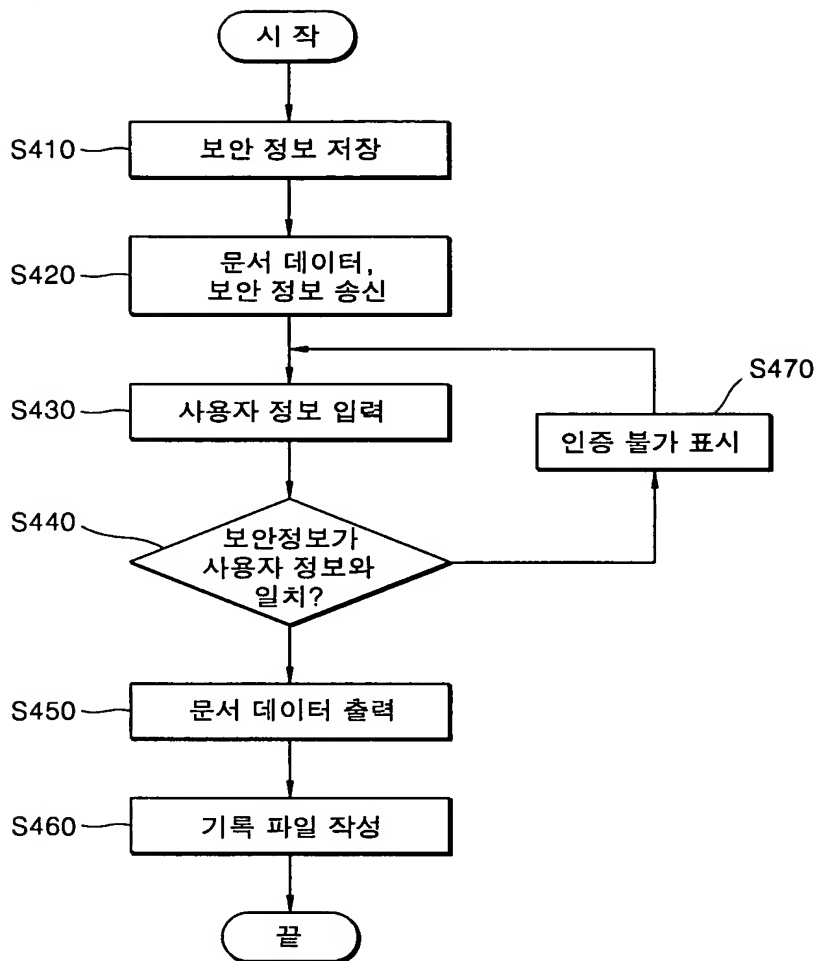 시 작
S410
보안 정보 저장
S420
문서 데이터,
보안 정보 송신
S470
S430
사용자 정보 입력
인증 불가 표시
S440
보안정보가
사용자 정보와
일치?
S450
문서 데이터 출력
S460
기록 파일 작성
끝